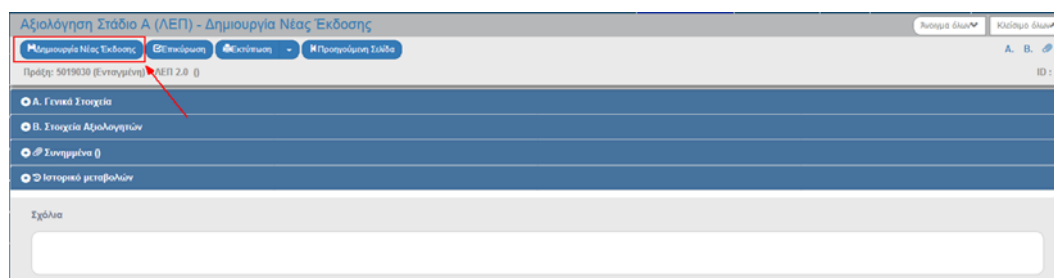 Αξιολόγηση Στάδιο Α (ΛΕΠ) - Δημιουργία Νέας Έκδοσης
Άνοιγμα όλων Κλείσιμο όλων
Δημιουργία Νέας Έκδοσης Επικύρωση Εκτύπωση Προηγούμενη Σελίδα
A. B.
Πράξη: 5019030 (Ενταγμένη) ΛΕΠ 2.0 () ID :
Α. Γενικά Στοιχεία
Β. Στοιχεία Αξιολογητών
Συνημμένα ()
Ιστορικό μεταβολών
Σχόλια